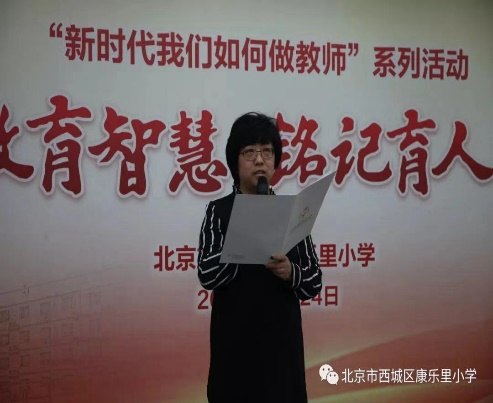 “新时代我们如何做教师”系列活动
教育智慧 铭记育人
北京 乐里小学
20 24日
北京市西城区康乐里小学